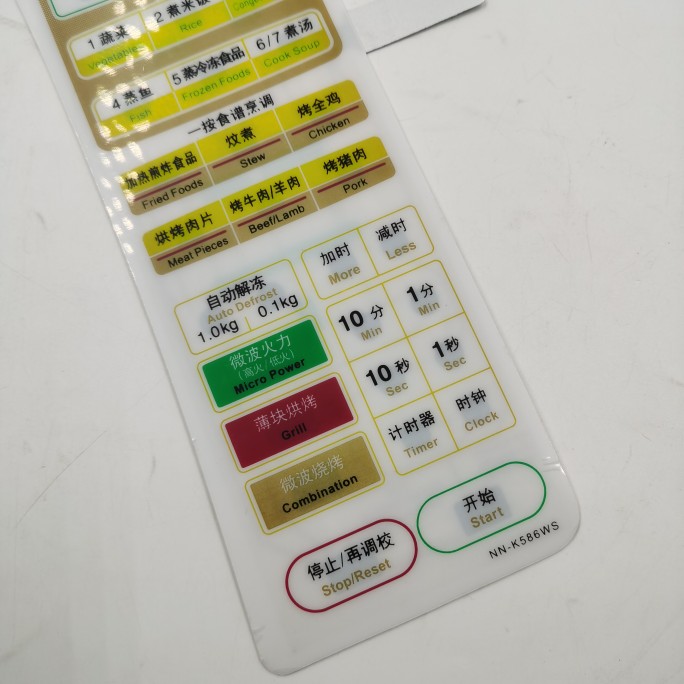 1 蔬菜 2 煮米饭
Vegetable Rice
4 蒸鱼 5 蒸冷冻食品 6/7 煮汤
Fish Frozen Foods Cook Soup
一按食谱烹调
加热煎炸食品 炆煮 烤全鸡
Fried Foods Stew Chicken
烘烤肉片 烤牛肉/羊肉 烤猪肉
Meat Pieces Beef/Lamb Pork
自动解冻
Auto Defrost
1.0kg 0.1kg
加时 减时
More Less
微波火力
(高火/低火)
Micro Power
10 分 1 分
Min Min
薄块烘烤
Grill
10 秒 1 秒
Sec Sec
微波烧烤
Combination
计时器 时钟
Timer Clock
停止/再调校
Stop/Reset
开始
Start
NN-K586WS